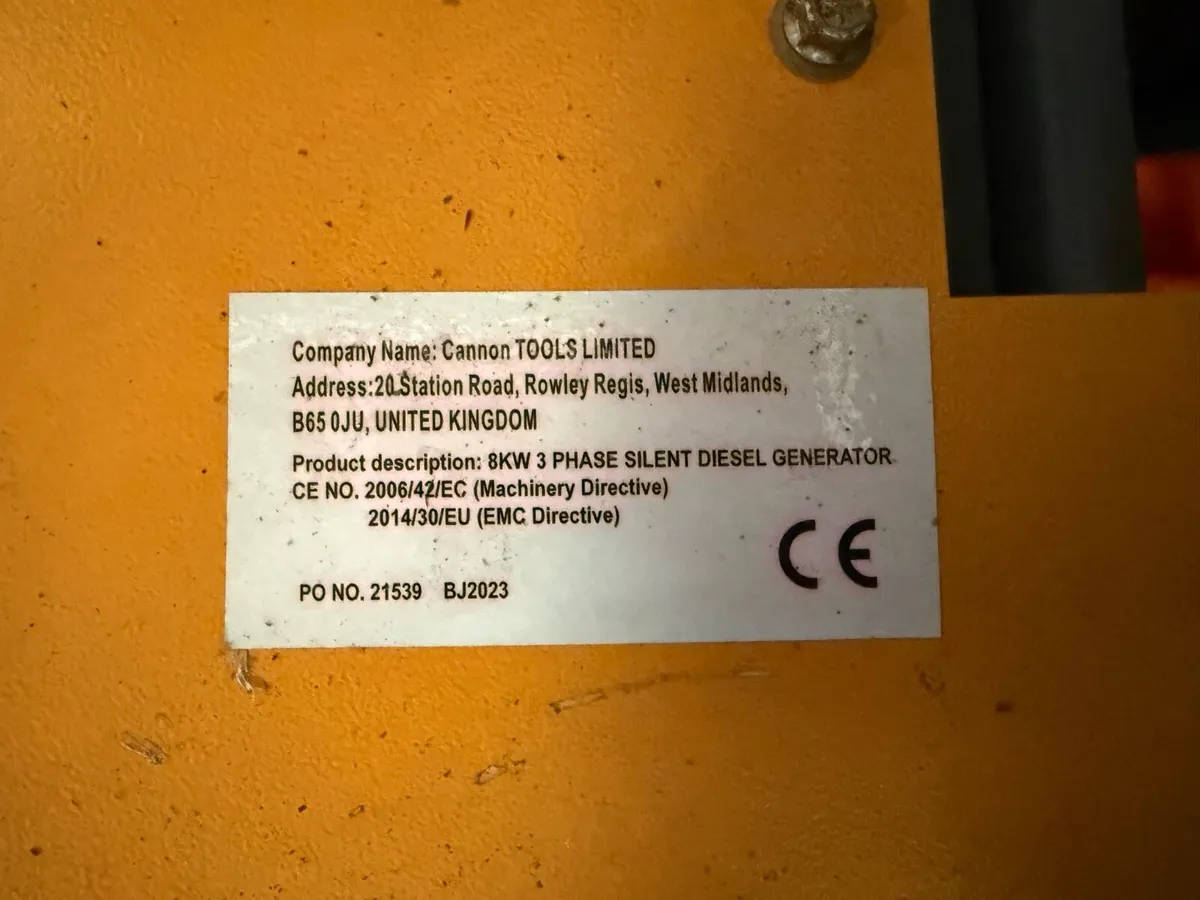 Company Name: Cannon TOOLS LIMITED
Address:20 Station Road, Rowley Regis, West Midlands,
B65 0JU, UNITED KINGDOM
Product description: 8KW 3 PHASE SILENT DIESEL GENERATOR
CE NO. 2006/42/EC (Machinery Directive)
2014/30/EU (EMC Directive)
CE
PO NO. 21539 BJ2023